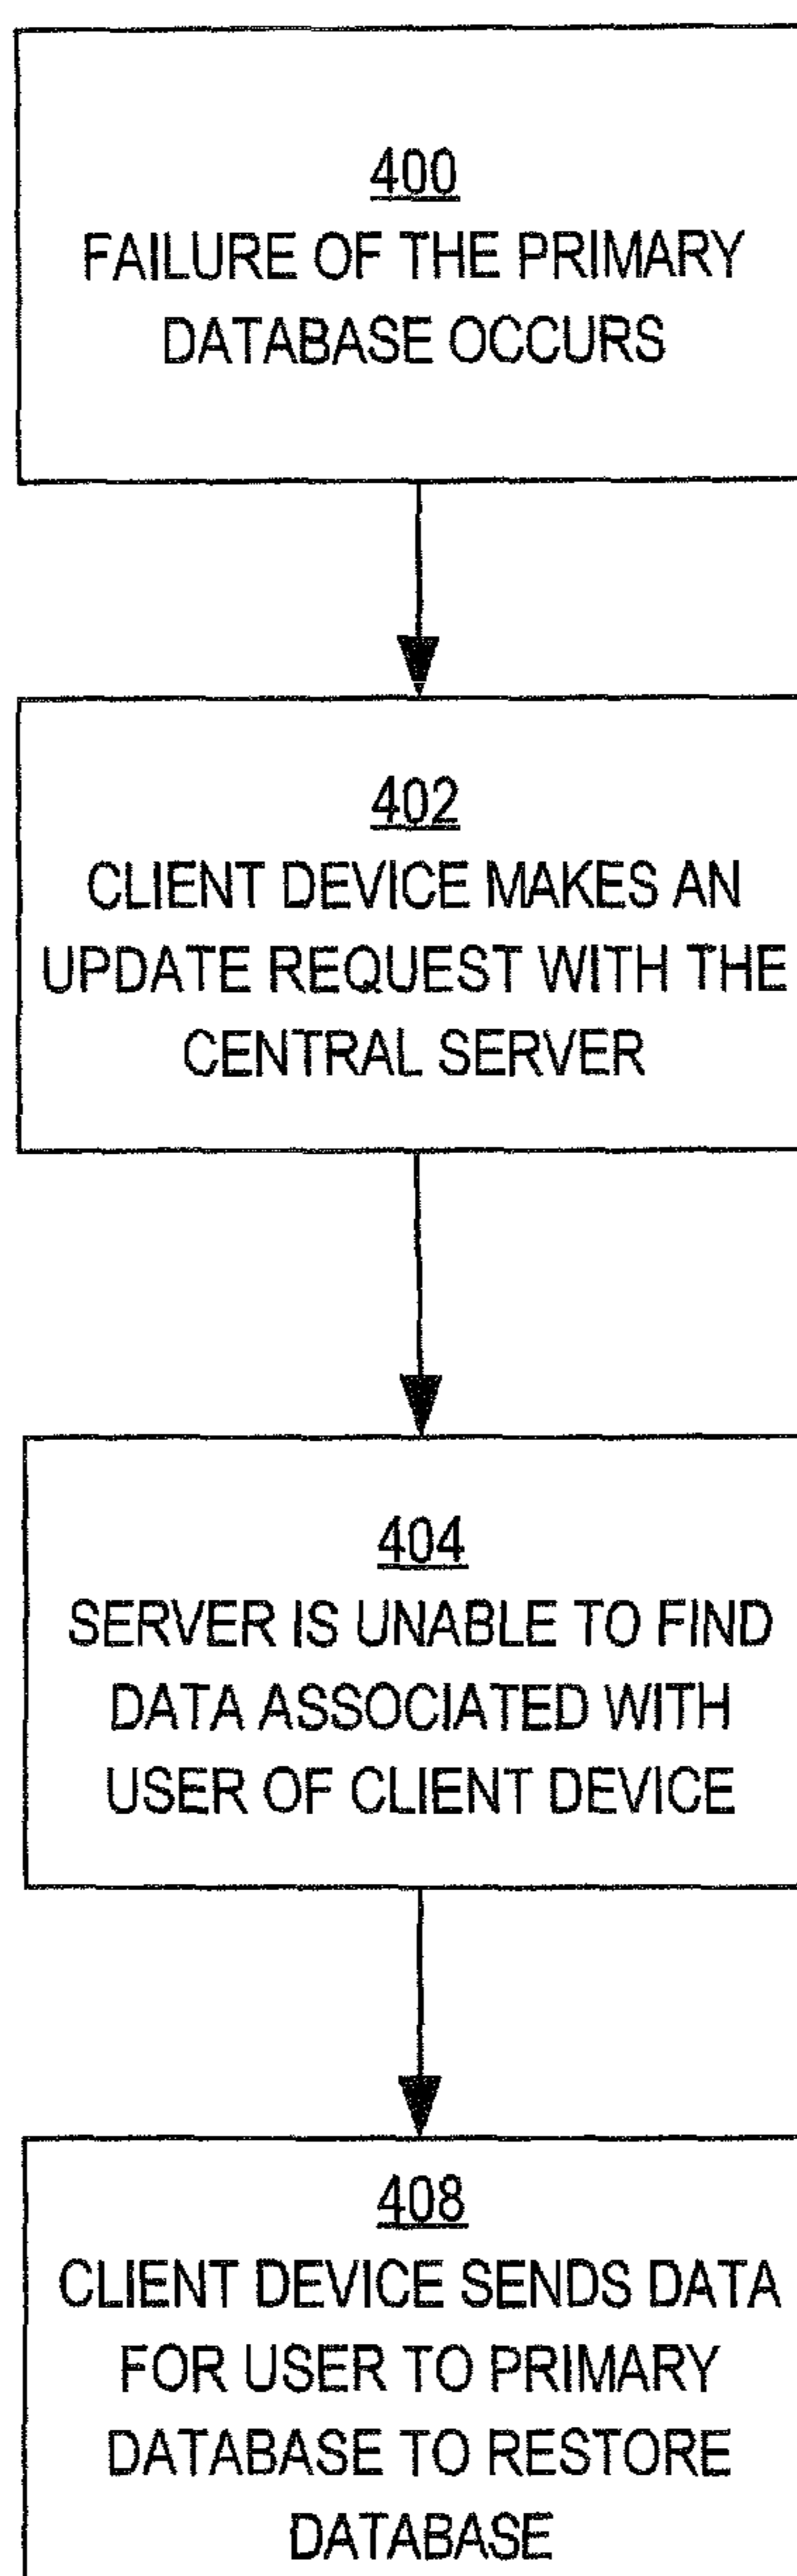 400
FAILURE OF THE PRIMARY
DATABASE OCCURS
402
CLIENT DEVICE MAKES AN
UPDATE REQUEST WITH THE
CENTRAL SERVER
404
SERVER IS UNABLE TO FIND
DATA ASSOCIATED WITH
USER OF CLIENT DEVICE
408
CLIENT DEVICE SENDS DATA
FOR USER TO PRIMARY
DATABASE TO RESTORE
DATABASE